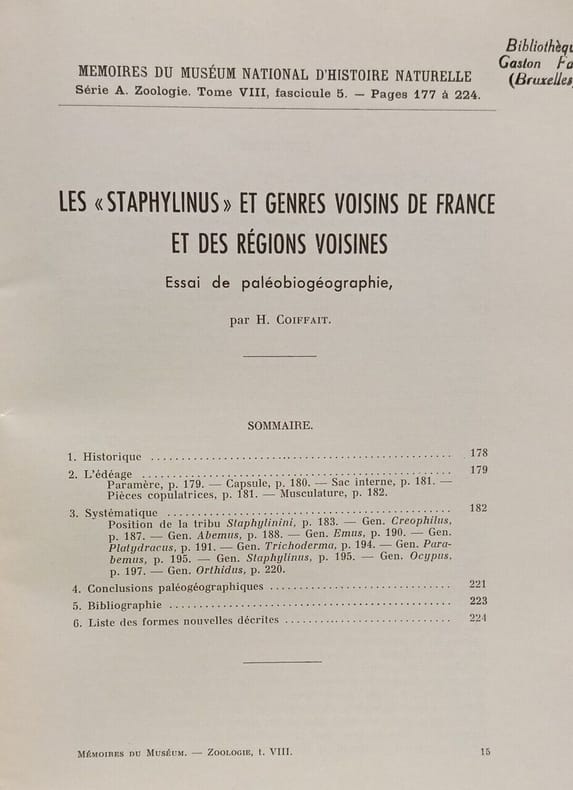 Bibliothèqu
Gaston Fa
(Bruxelles
MEMOIRES DU MUSÉUM NATIONAL D'HISTOIRE NATURELLE
Série A. Zoologie. Tome VIII, fascicule 5. — Pages 177 à 224.
LES « STAPHYLINUS » ET GENRES VOISINS DE FRANCE
ET DES RÉGIONS VOISINES
Essai de paléobiogéographie,
par H. COIFFAIT.
SOMMAIRE.
1. Historique ........ 178
2. L'édéage ........ 179
Paramère, p. 179. — Capsule, p. 180. — Sac interne, p. 181. —
Pièces copulatrices, p. 181. — Musculature, p. 182.
3. Systématique ........ 182
Position de la tribu Staphylinini, p. 183. — Gen. Creophilus,
p. 187. — Gen. Abemus, p. 188. — Gen. Emus, p. 190. — Gen.
Platydracus, p. 191. — Gen. Trichoderma, p. 194. — Gen. Para-
bemus, p. 195. — Gen. Staphylinus, p. 195. — Gen. Ocypus,
p. 197. — Gen. Orthidus, p. 220.
4. Conclusions paléogéographiques ........ 221
5. Bibliographie ........ 223
6. Liste des formes nouvelles décrites ........ 224
MÉMOIRES DU MUSÉUM. — ZOOLOGIE, t. VIII. 15